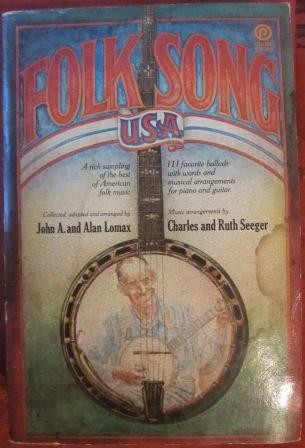 FOLK SONG
U.S.A.
A rich sampling
of the best
of American
folk music
111 favorite ballads
with words and
musical arrangements
for piano and guitar.
Collected, adapted and arranged by
John A. and Alan Lomax
Music arrangements by
Charles and Ruth Seeger